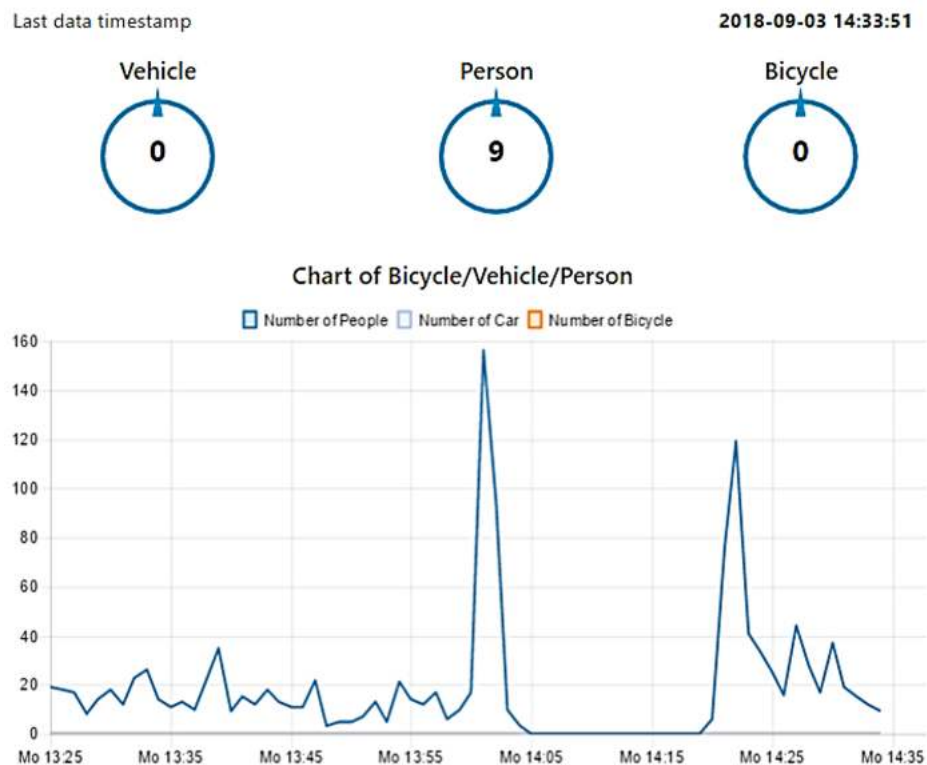 Last data timestamp 2018-09-03 14:33:51
Vehicle Person Bicycle
0 9 0
Chart of Bicycle/Vehicle/Person
Number of People Number of Car Number of Bicycle
160
140
120
100
80
60
40
20
0
Mo 13:25 Mo 13:35 Mo 13:45 Mo 13:55 Mo 14:05 Mo 14:15 Mo 14:25 Mo 14:35